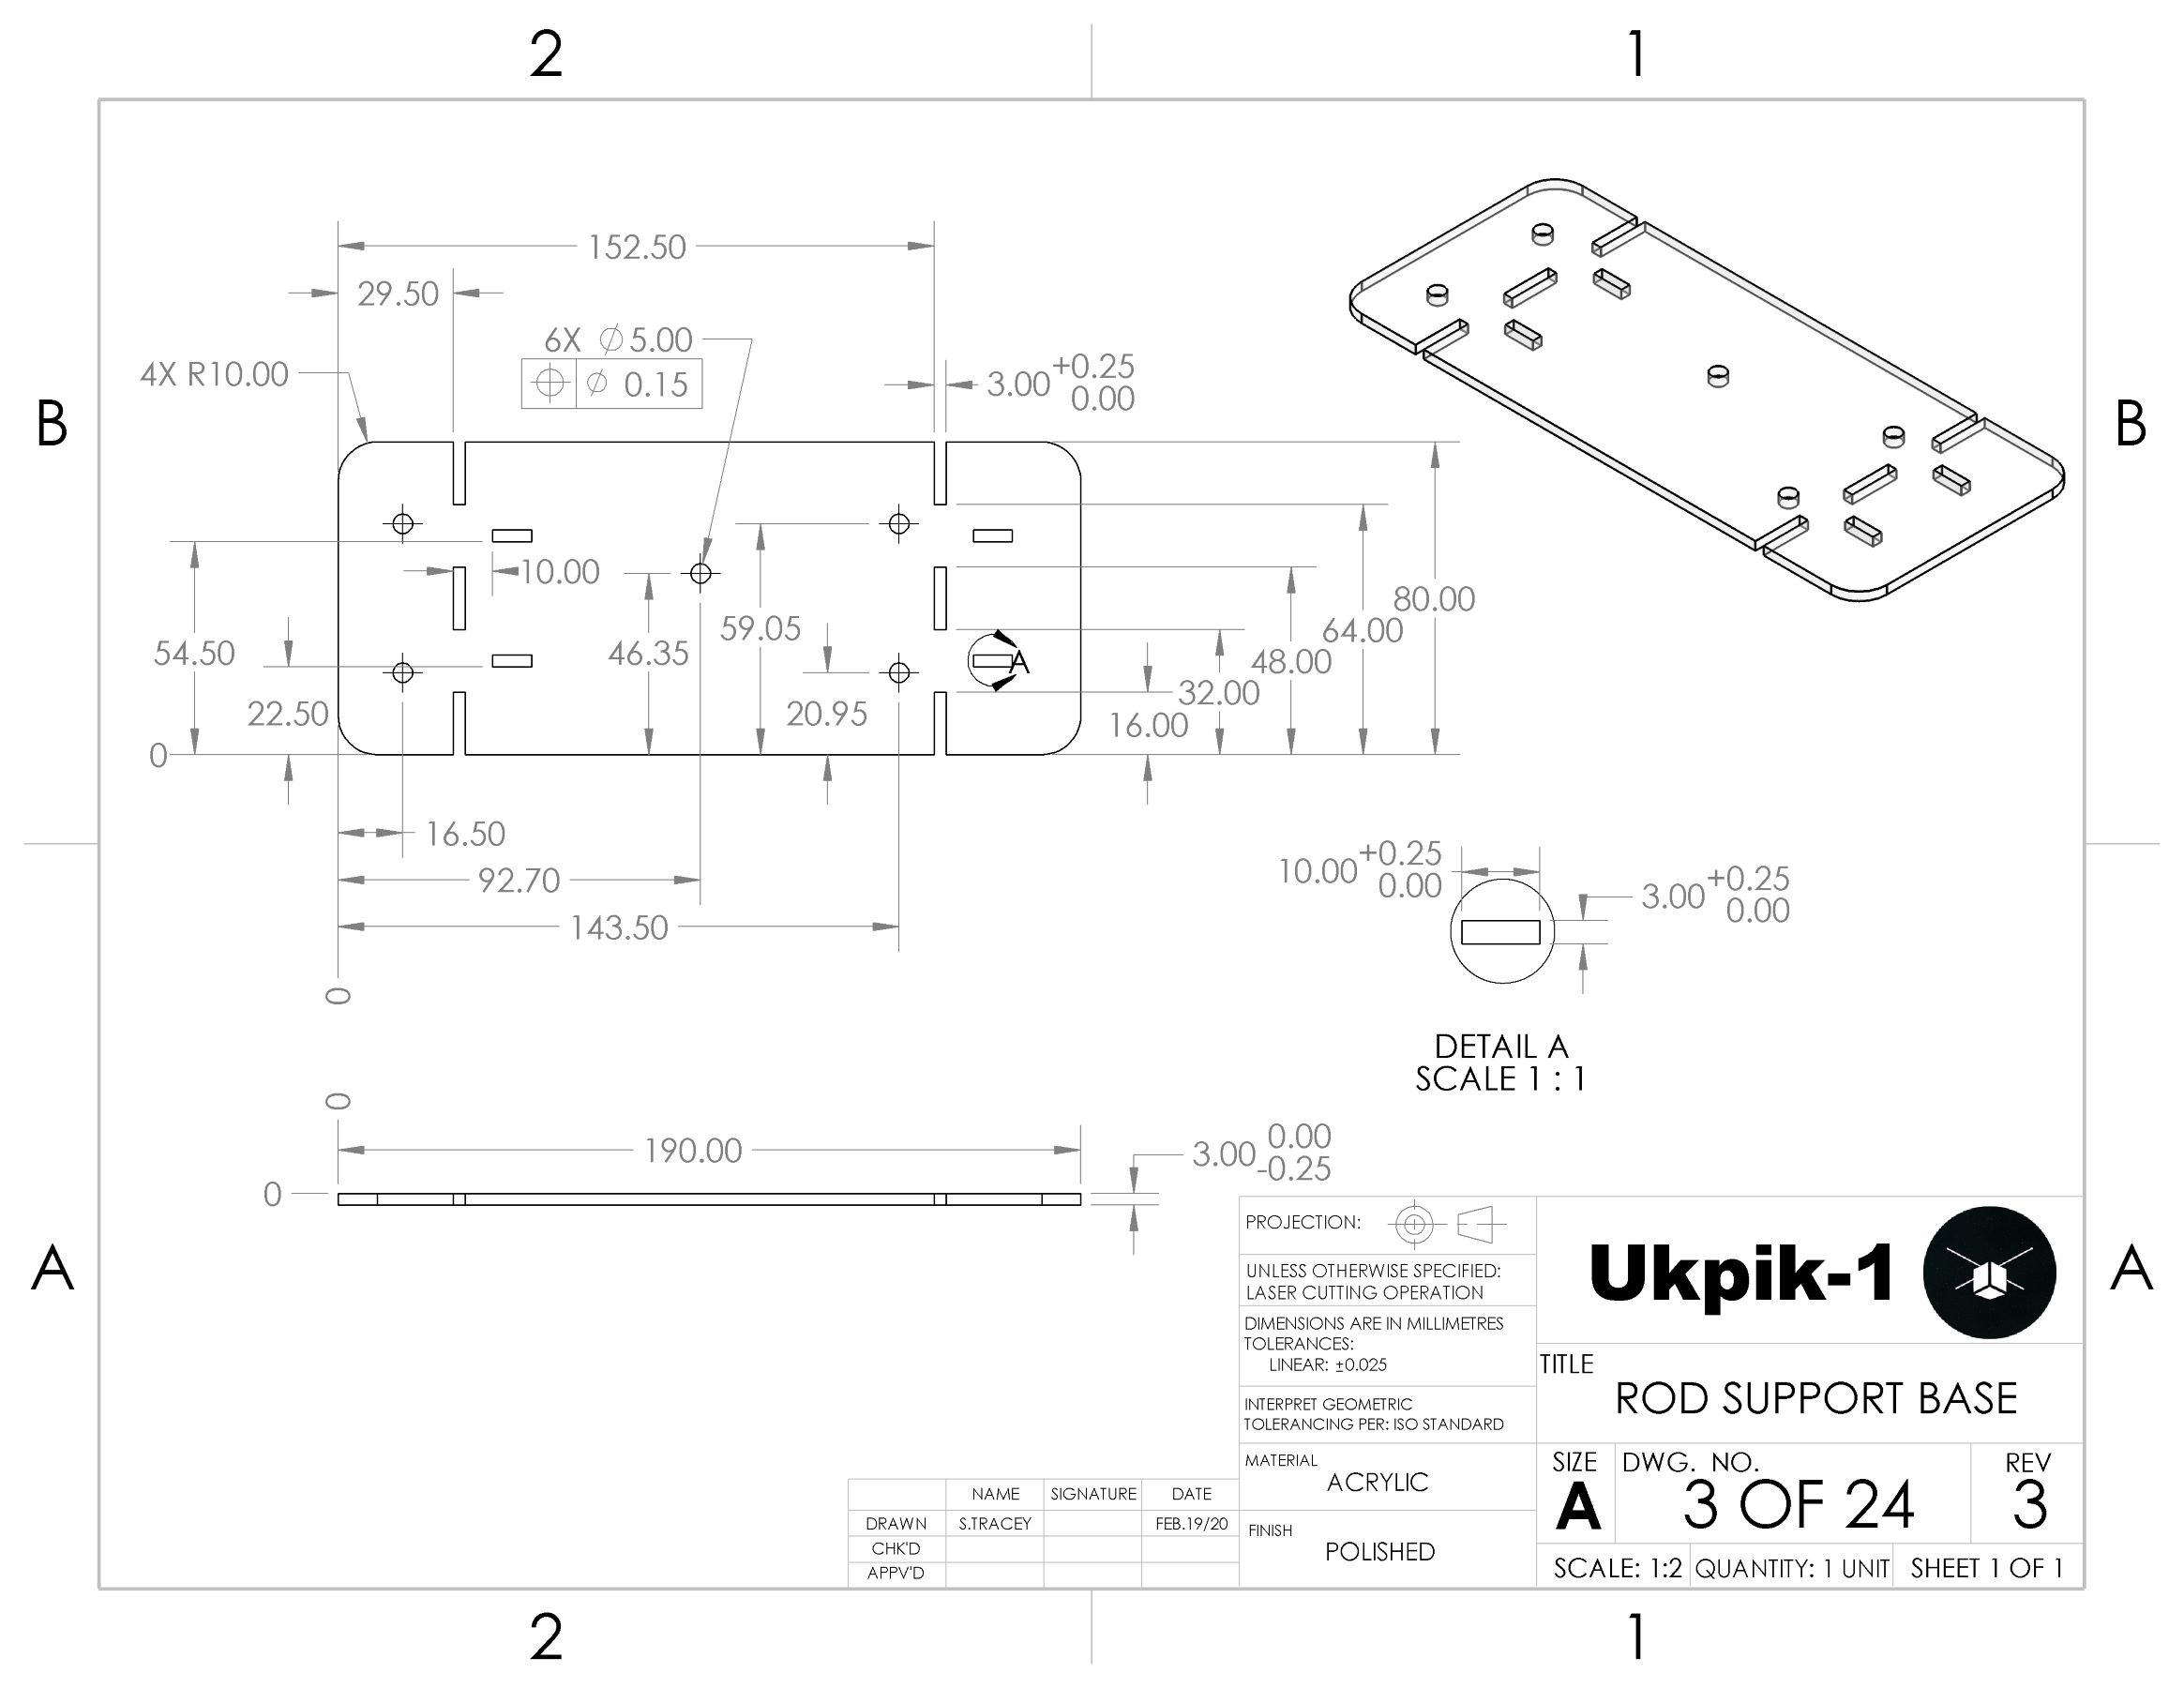 2
1
B
B
A
A
2
1
152.50
29.50
6X ⌀ 5.00
⌖ ⌀ 0.15
4X R10.00
3.00 +0.25 0.00
10.00
54.50
22.50
0
46.35
59.05
20.95
A
16.00
32.00
48.00
64.00
80.00
16.50
92.70
143.50
0
10.00 +0.25 0.00
3.00 +0.25 0.00
DETAIL A
SCALE 1 : 1
0
190.00
0
3.00 0.00 -0.25
PROJECTION:
UNLESS OTHERWISE SPECIFIED:
LASER CUTTING OPERATION
DIMENSIONS ARE IN MILLIMETRES
TOLERANCES:
LINEAR: ±0.025
INTERPRET GEOMETRIC
TOLERANCING PER: ISO STANDARD
MATERIAL
ACRYLIC
FINISH
POLISHED
Ukpik-1
TITLE
ROD SUPPORT BASE
SIZE
A
DWG. NO.
3 OF 24
REV
3
SCALE: 1:2
QUANTITY: 1 UNIT
SHEET 1 OF 1
NAME SIGNATURE DATE
DRAWN S.TRACEY FEB.19/20
CHK'D
APPV'D